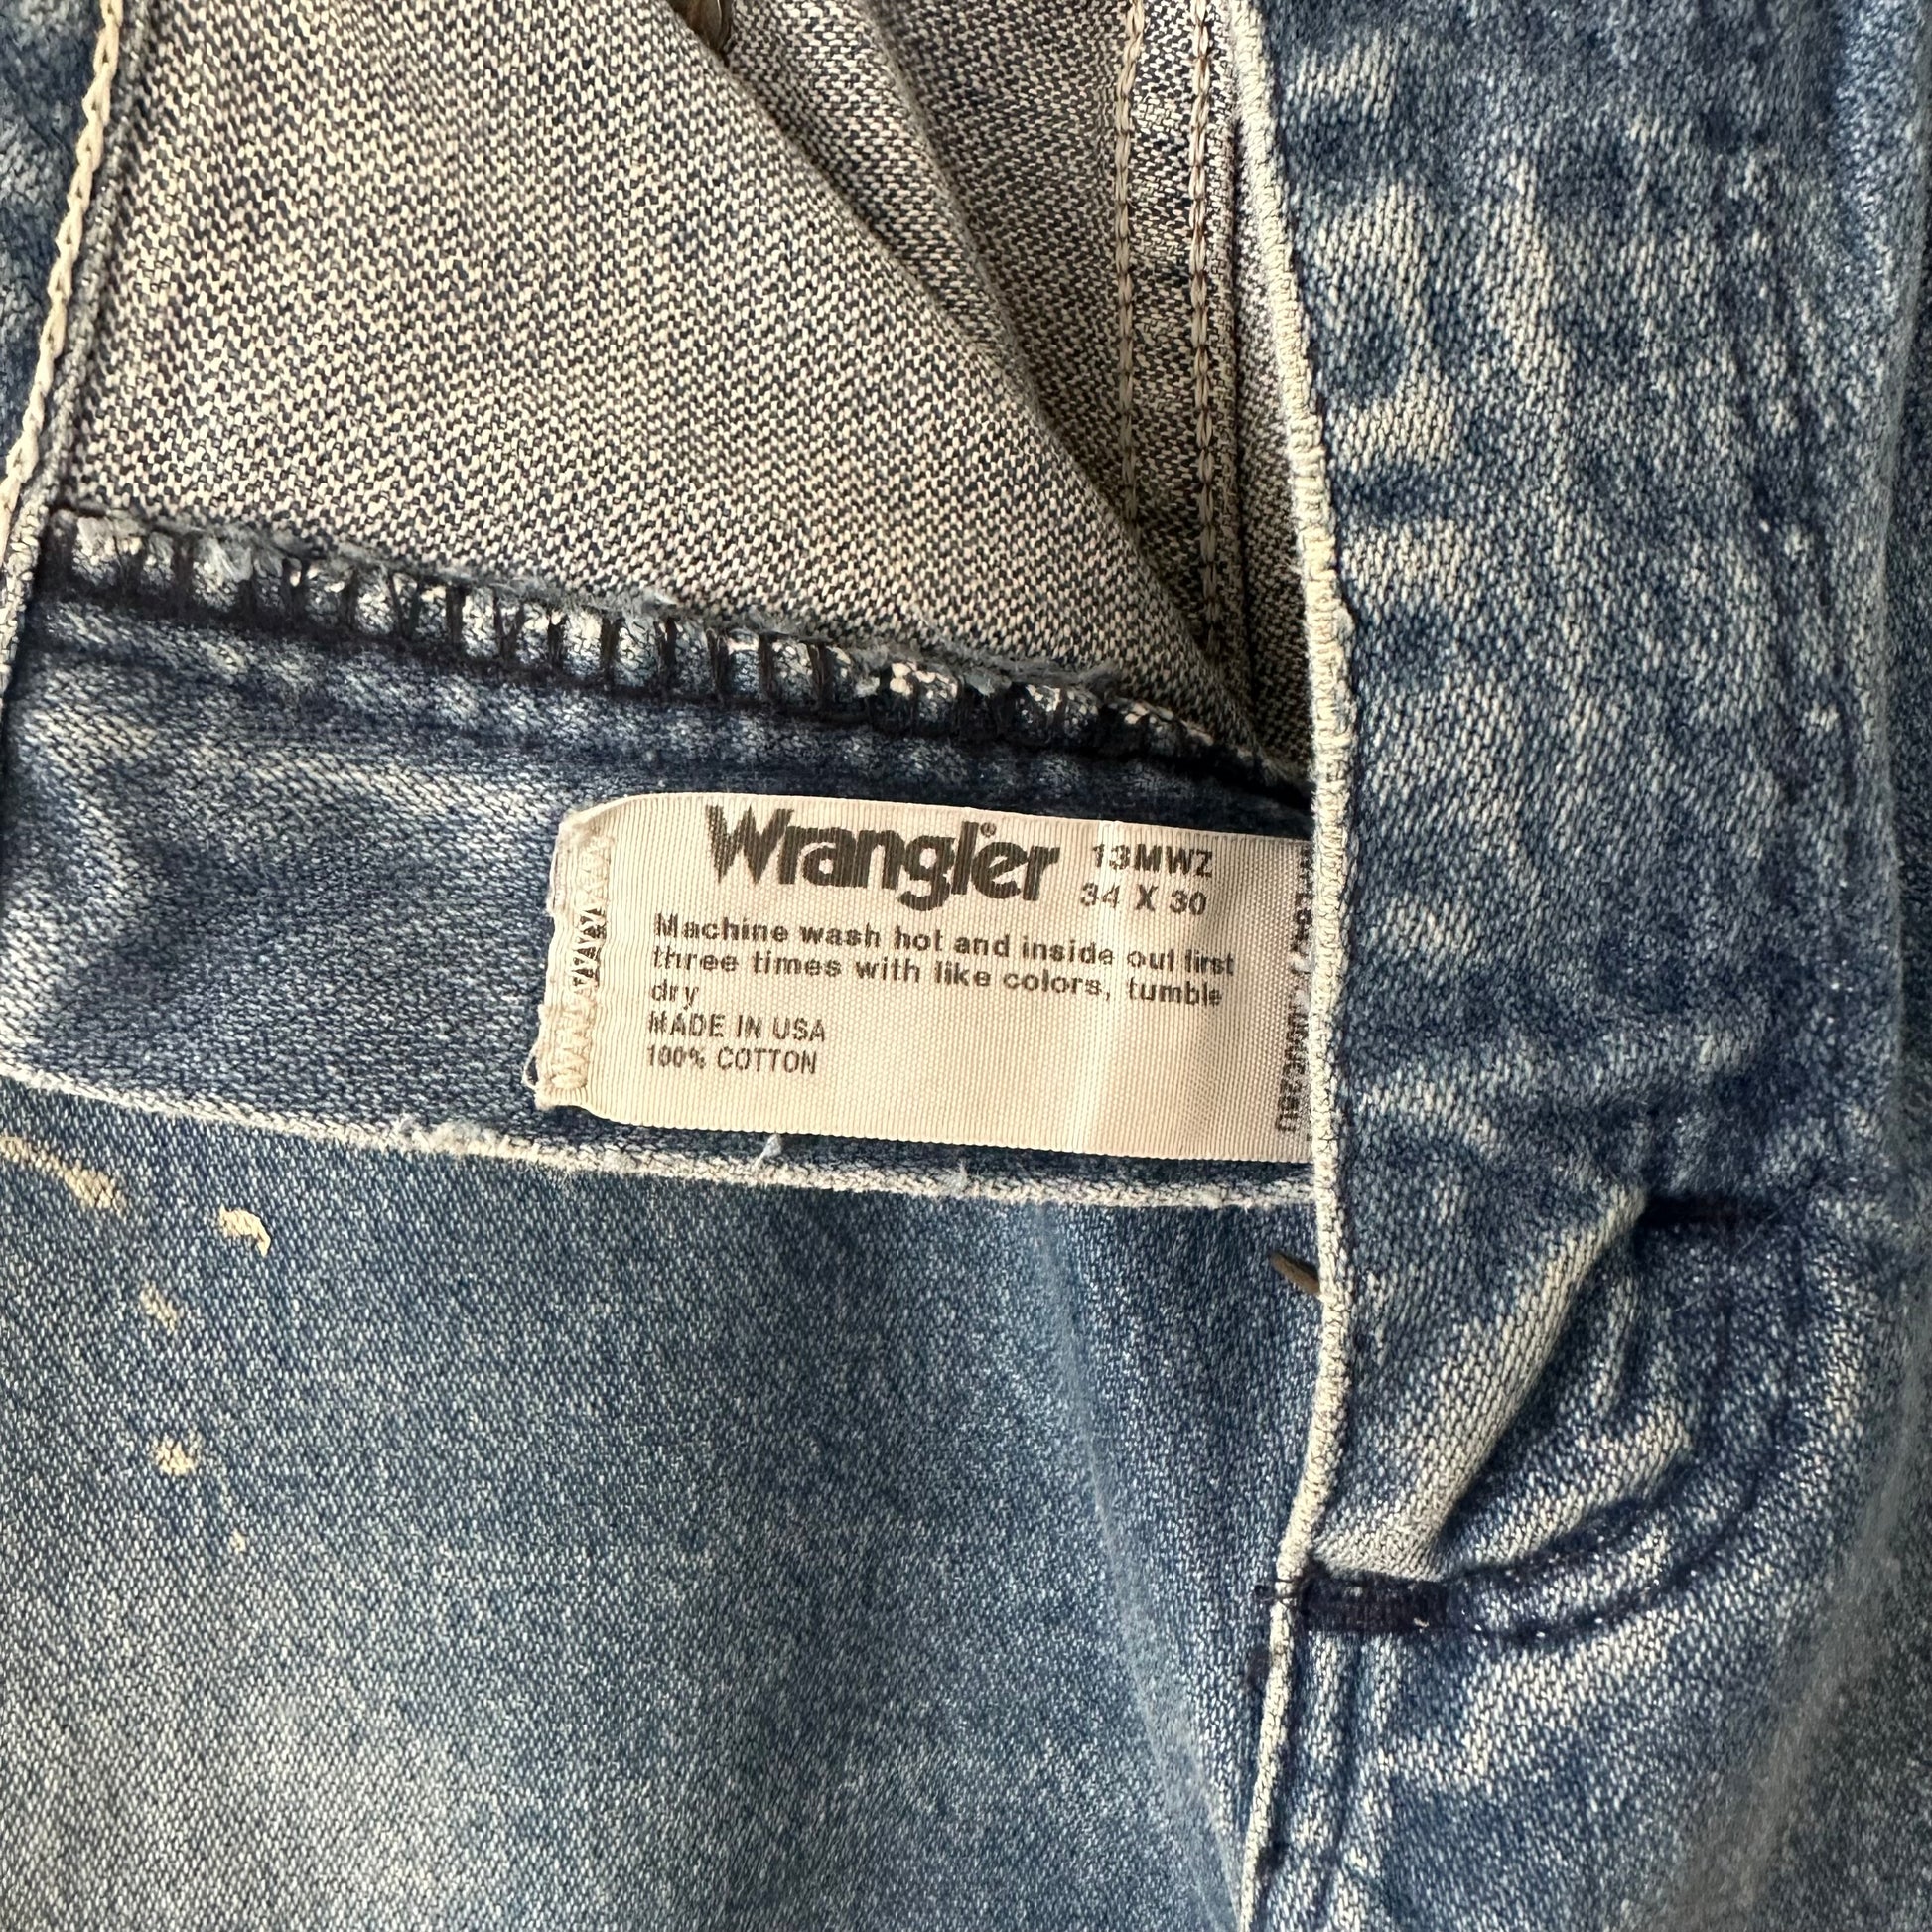 Wrangler®
13MWZ
34 X 30
Machine wash hot and inside out first
three times with like colors, tumble
dry
MADE IN USA
100% COTTON